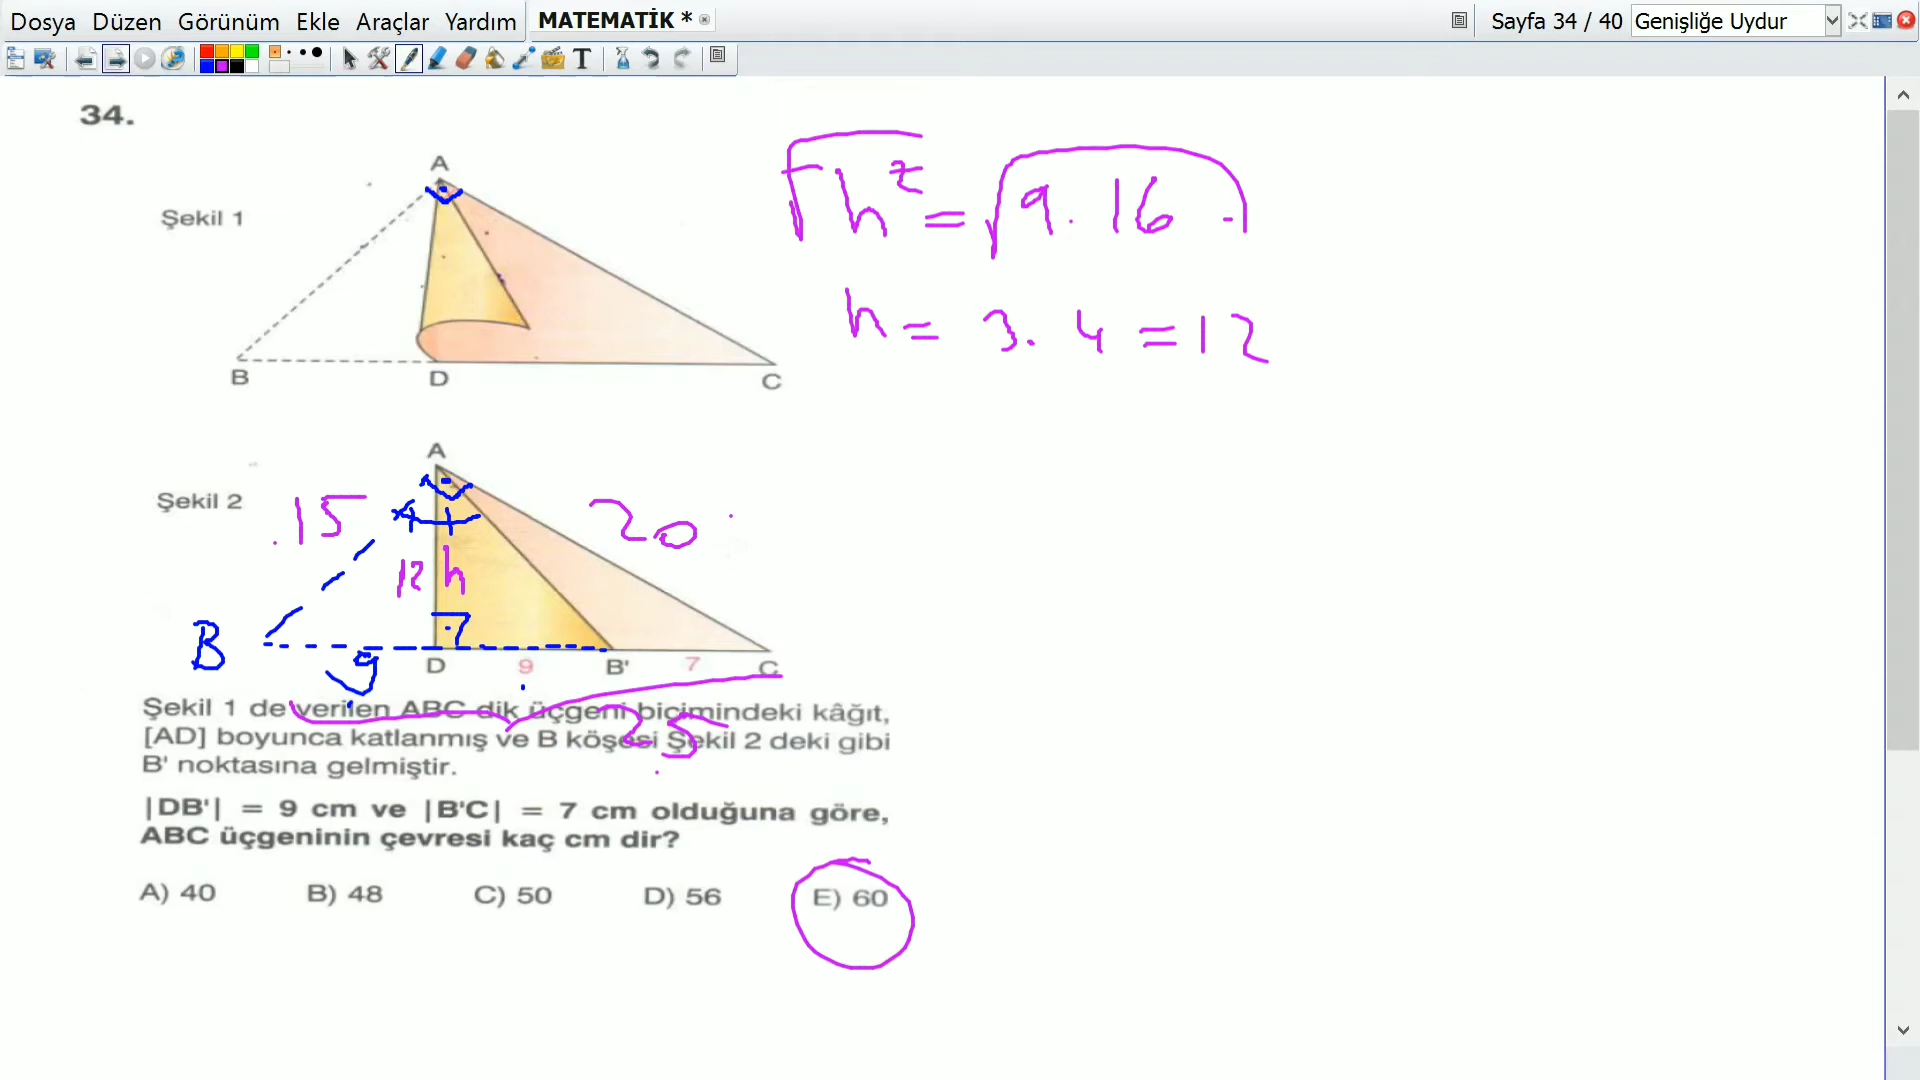 Dosya Düzen Görünüm Ekle Araçlar Yardım MATEMATİK * Sayfa 34 / 40 Genişliğe Uydur
34.
A
Şekil 1
B D C
√h² = √9.16
h = 3.4 = 12
A
Şekil 2
15 20
12 h
B
9 D 9 B' 7 C
25
Şekil 1 de verilen ABC dik üçgeni biçimindeki kâğıt,
[AD] boyunca katlanmış ve B köşesi Şekil 2 deki gibi
B' noktasına gelmiştir.
|DB'| = 9 cm ve |B'C| = 7 cm olduğuna göre,
ABC üçgeninin çevresi kaç cm dir?
A) 40 B) 48 C) 50 D) 56 E) 60